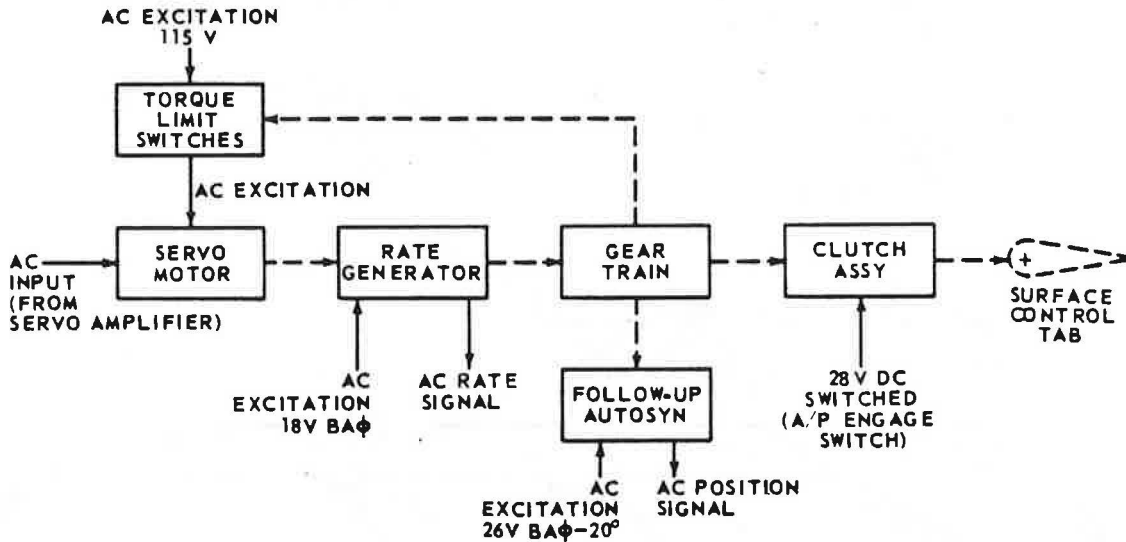 AC EXCITATION
115 V
TORQUE
LIMIT
SWITCHES
AC EXCITATION
AC
INPUT
(FROM
SERVO AMPLIFIER)
SERVO
MOTOR
RATE
GENERATOR
GEAR
TRAIN
CLUTCH
ASSY
SURFACE
CONTROL
TAB
AC
EXCITATION
18V BAϕ
AC RATE
SIGNAL
FOLLOW-UP
AUTOSYN
28V DC
SWITCHED
(A/P ENGAGE
SWITCH)
AC
EXCITATION
26V BAϕ-20°
AC POSITION
SIGNAL